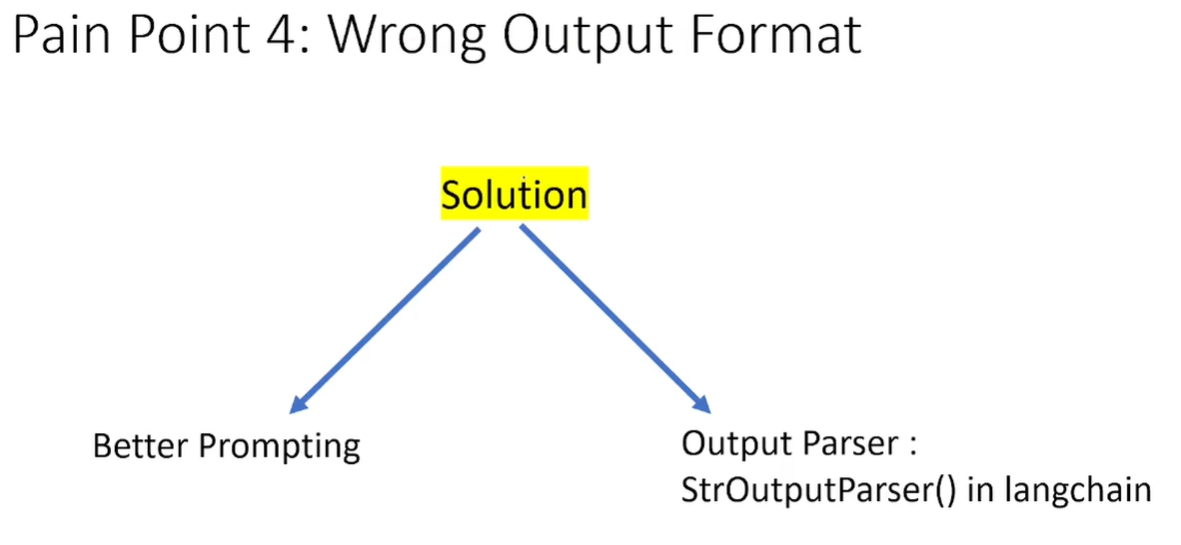 Pain Point 4: Wrong Output Format
Solution
Better Prompting
Output Parser :
StrOutputParser() in langchain